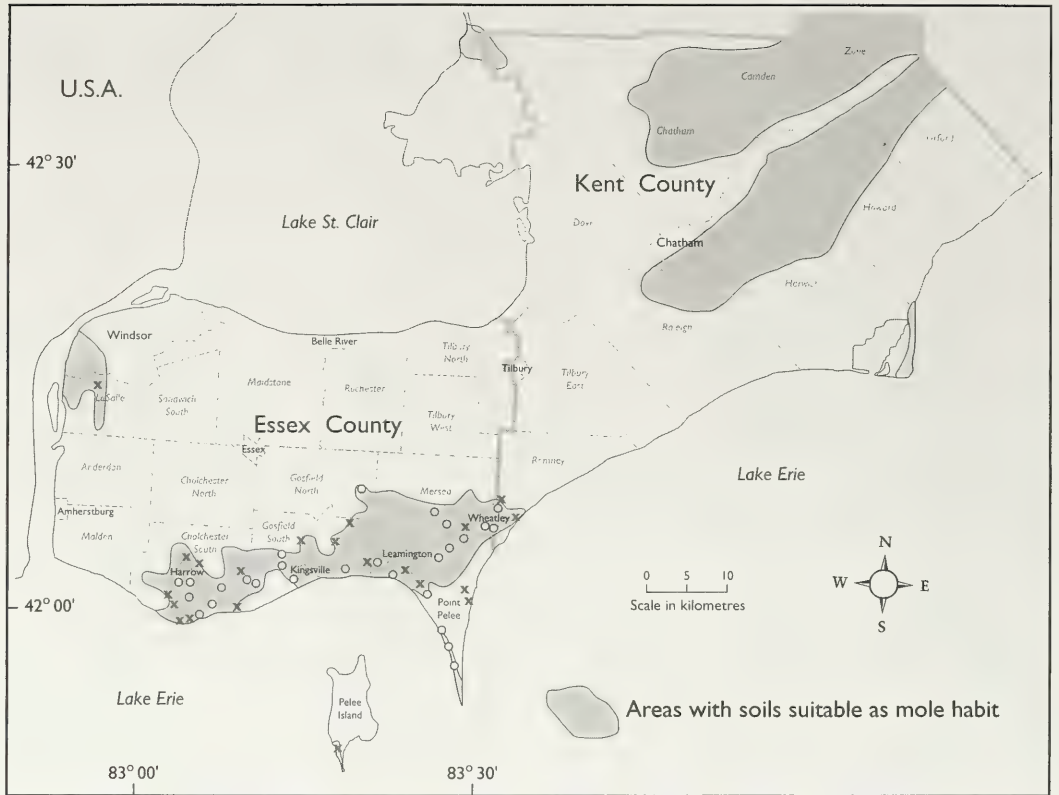 U.S.A.
Zone
Camden
Chatham
42° 30'
Kent County
Lake St. Clair
Dover
Howard
Chatham
Harwich
Raleigh
Windsor
Belle River
Tilbury
North
Tilbury
Tilbury
East
Maidstone
Rochester
LaSalle
Sandwich
South
Tilbury
West
Essex County
Essex
Romney
Anderdon
Colchester
North
Gosfield
North
Mersea
Lake Erie
Amherstburg
Malden
Colchester
South
Gosfield
South
Wheatley
Leamington
Harrow
Kingsville
N
W
E
S
0 5 10
Scale in kilometres
42° 00'
Point
Pelee
Lake Erie
Pelee
Island
Areas with soils suitable as mole habit
83° 00'
83° 30'